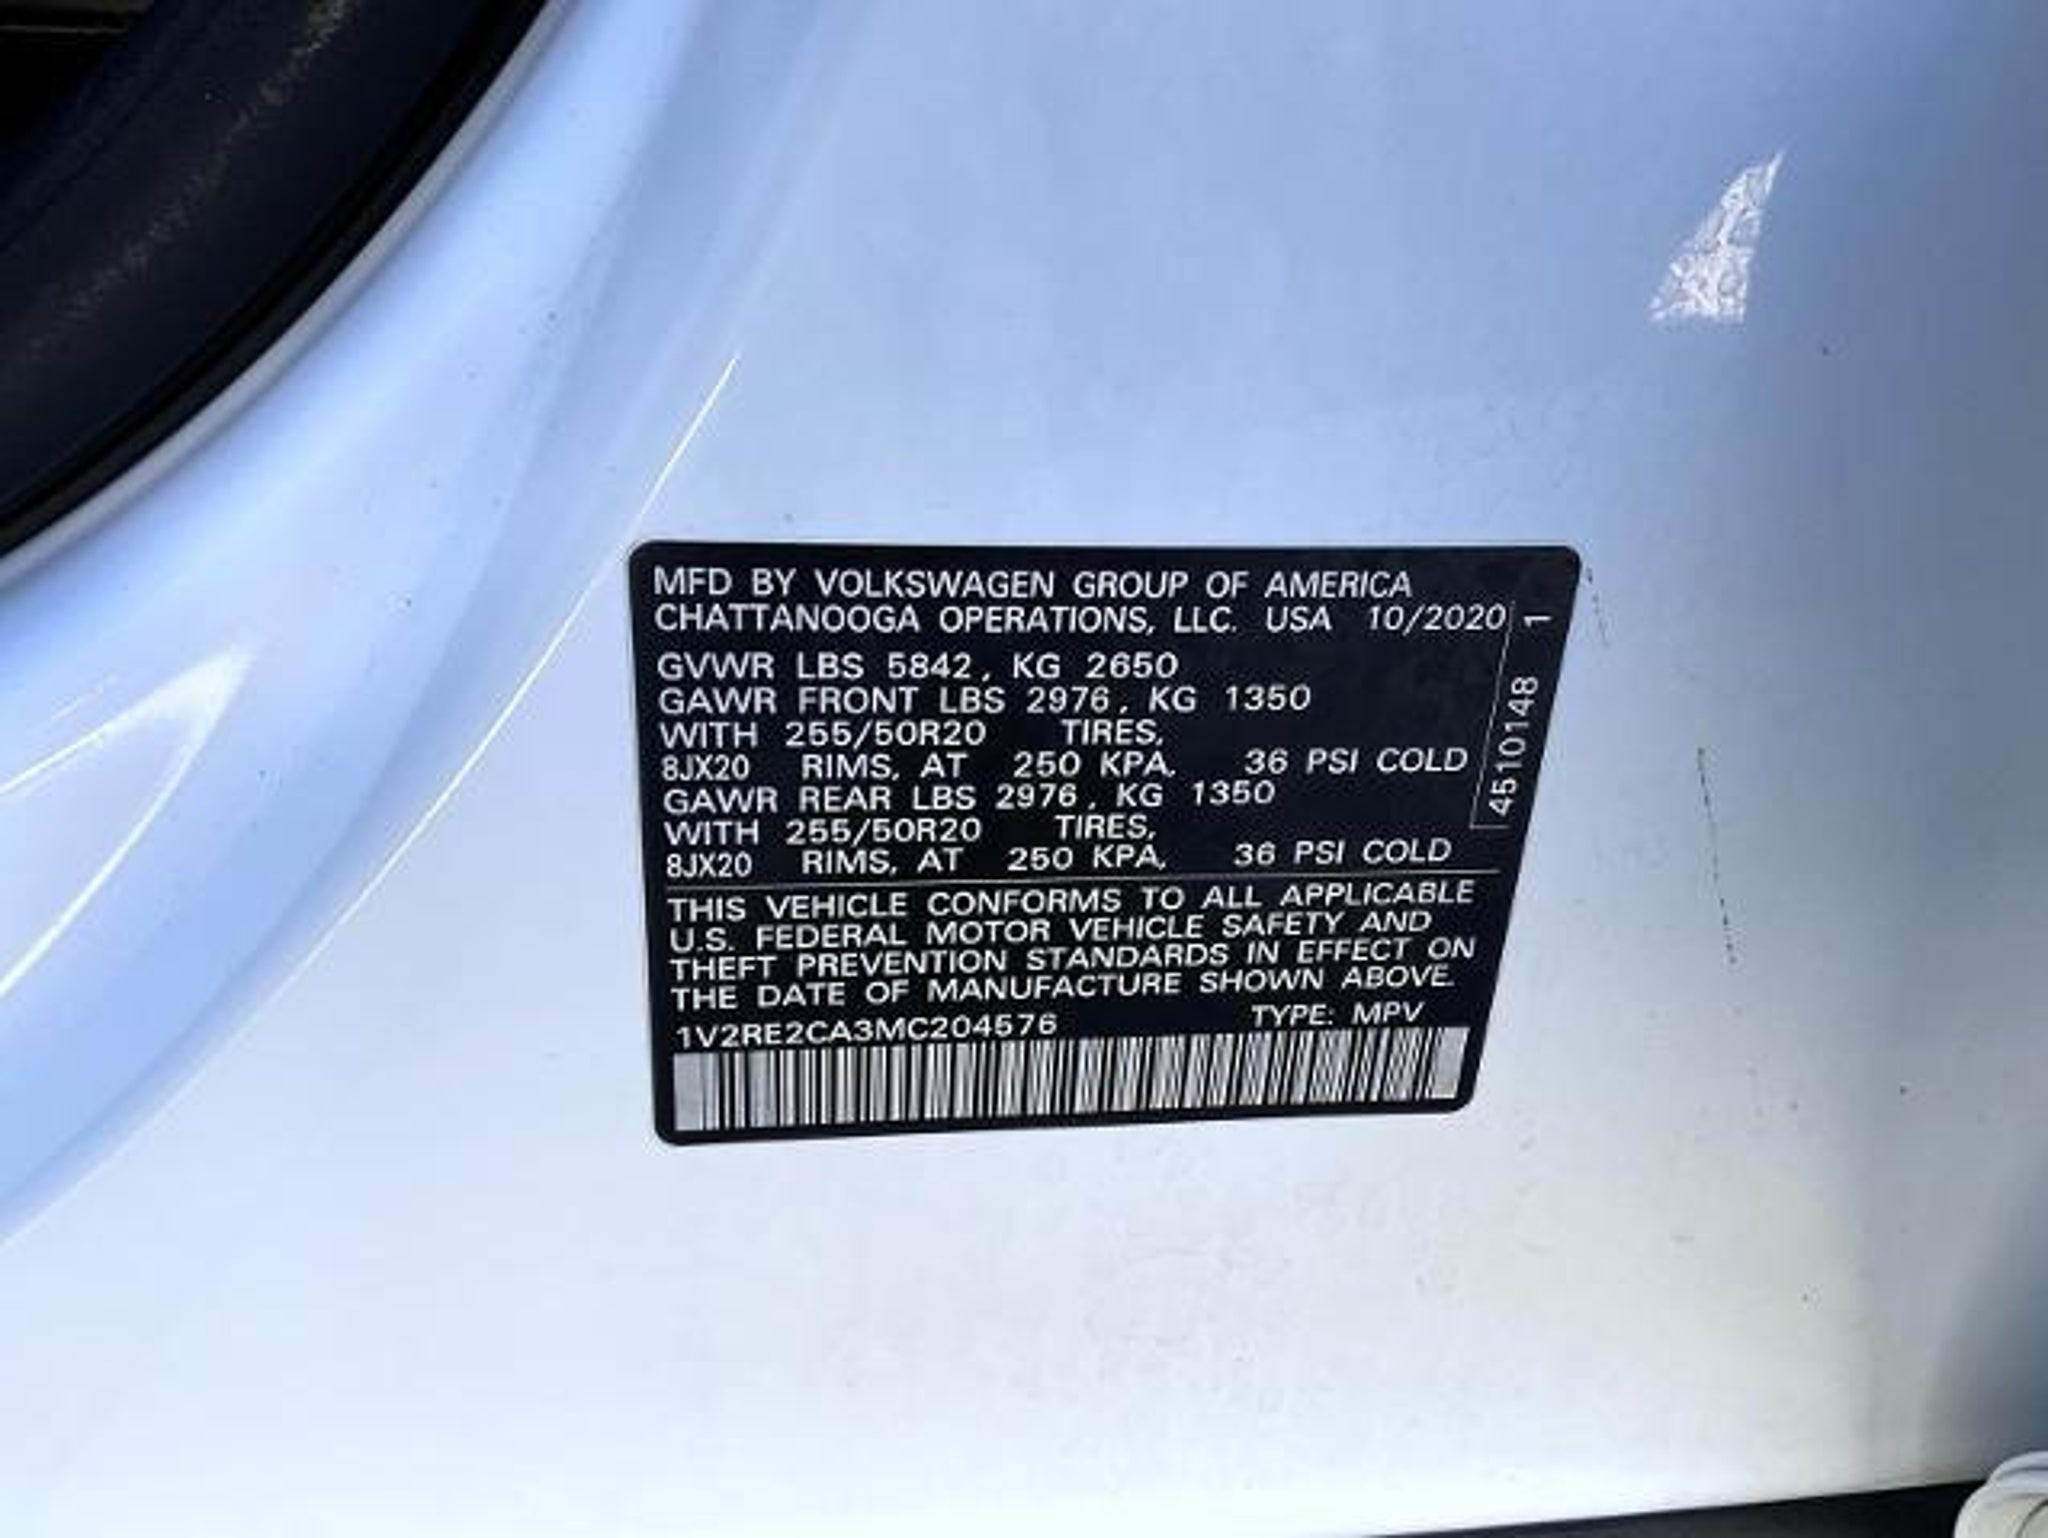 MFD BY VOLKSWAGEN GROUP OF AMERICA
CHATTANOOGA OPERATIONS, LLC. USA 10/2020
GVWR LBS 5842, KG 2650
GAWR FRONT LBS 2976, KG 1350
WITH 255/50R20 TIRES,
8JX20 RIMS, AT 250 KPA, 36 PSI COLD
GAWR REAR LBS 2976, KG 1350
WITH 255/50R20 TIRES,
8JX20 RIMS, AT 250 KPA, 36 PSI COLD
THIS VEHICLE CONFORMS TO ALL APPLICABLE
U.S. FEDERAL MOTOR VEHICLE SAFETY AND
THEFT PREVENTION STANDARDS IN EFFECT ON
THE DATE OF MANUFACTURE SHOWN ABOVE.
1V2RE2CA3MC204576 TYPE: MPV
4510148 1